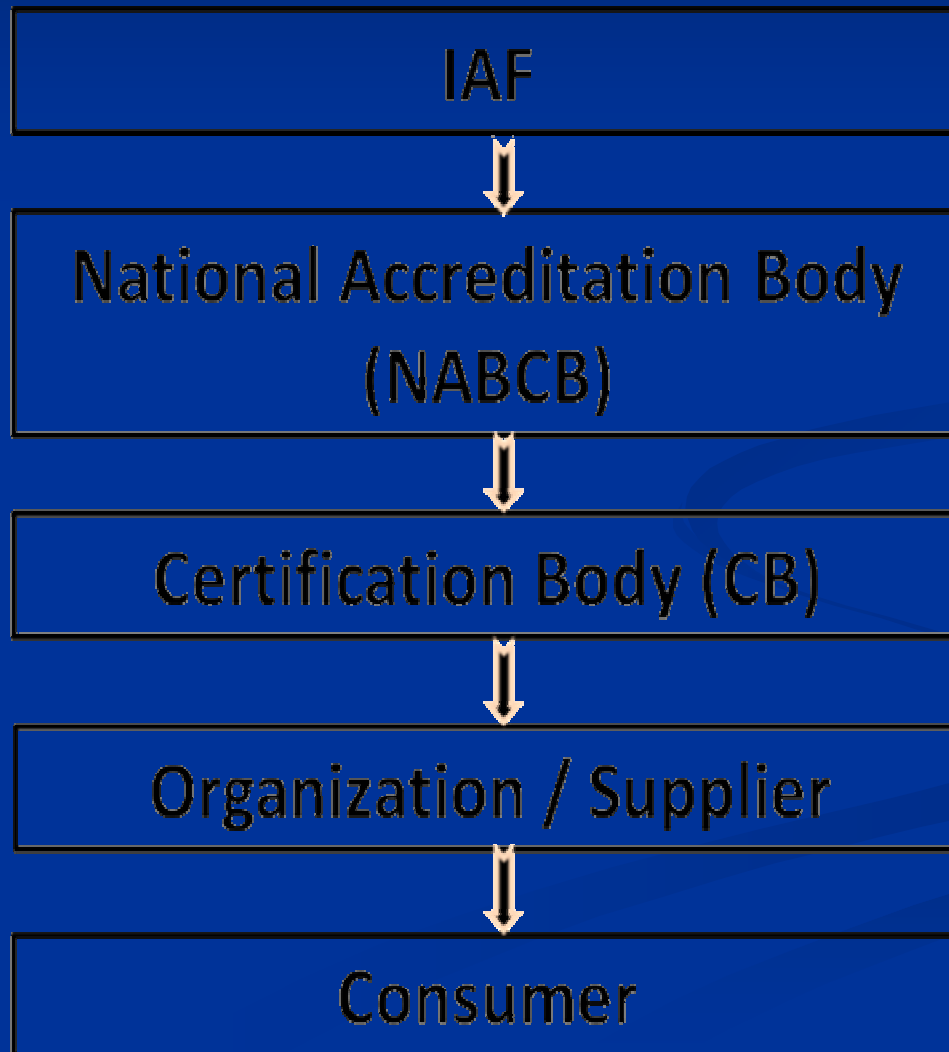 IAF
National Accreditation Body
(NABCB)
Certification Body (CB)
Organization / Supplier
Consumer